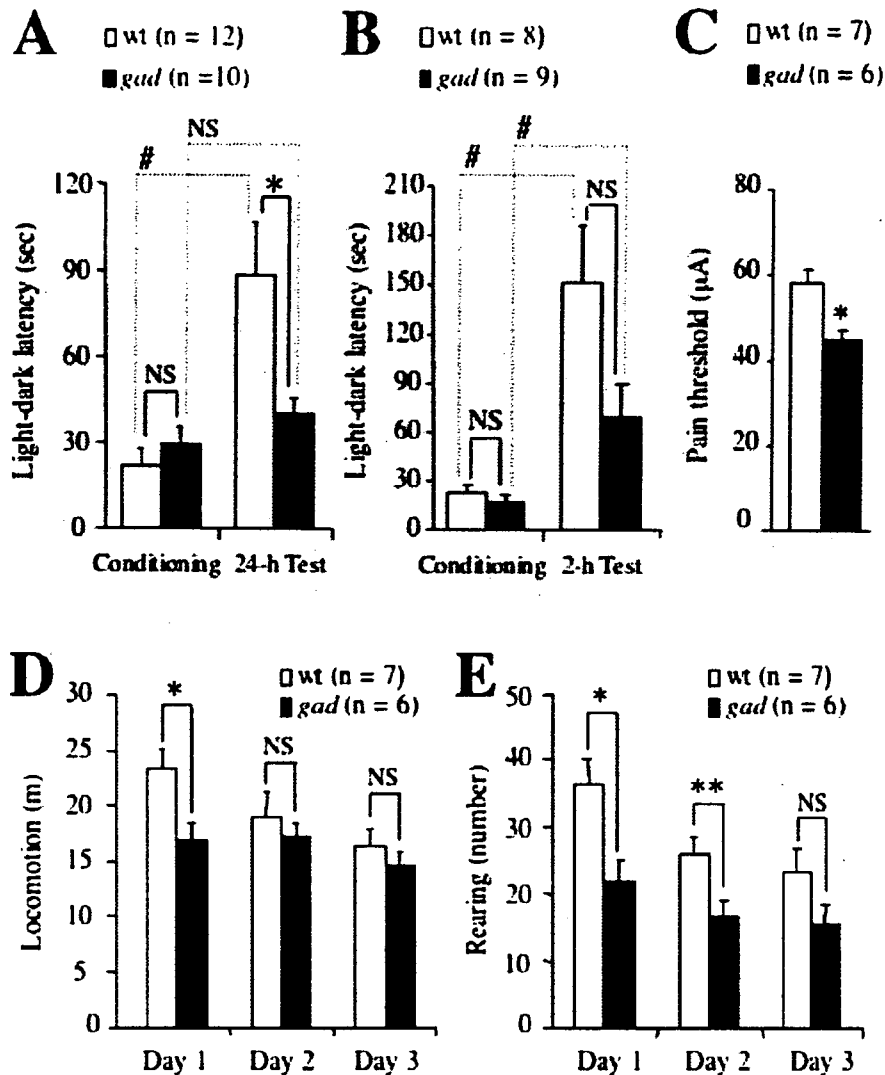 A
wt (n = 12)
gad (n =10)
B
wt (n = 8)
gad (n = 9)
C
wt (n = 7)
gad (n = 6)
NS
#
*
NS
120
90
60
30
0
Light-dark latency (sec)
Conditioning 24-h Test
#
#
NS
NS
210
180
150
120
90
60
30
0
Light-dark latency (sec)
Conditioning 2-h Test
80
60
40
20
0
Pain threshold (µA)
*
D
wt (n = 7)
gad (n = 6)
30
25
20
15
10
5
0
Locomotion (m)
*
NS
NS
Day 1 Day 2 Day 3
E
wt (n = 7)
gad (n = 6)
50
40
30
20
10
0
Rearing (number)
*
**
NS
Day 1 Day 2 Day 3